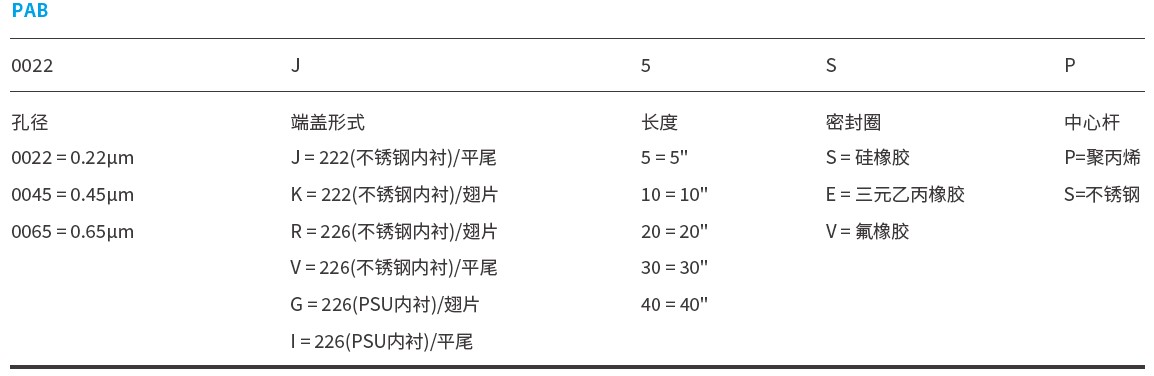 PAB
0022 J 5 S P
孔径 端盖形式 长度 密封圈 中心杆
0022 = 0.22μm J = 222(不锈钢内衬)/平尾 5 = 5" S = 硅橡胶 P=聚丙烯
0045 = 0.45μm K = 222(不锈钢内衬)/翅片 10 = 10" E = 三元乙丙橡胶 S=不锈钢
0065 = 0.65μm R = 226(不锈钢内衬)/翅片 20 = 20" V = 氟橡胶
V = 226(不锈钢内衬)/平尾 30 = 30"
G = 226(PSU内衬)/翅片 40 = 40"
I = 226(PSU内衬)/平尾